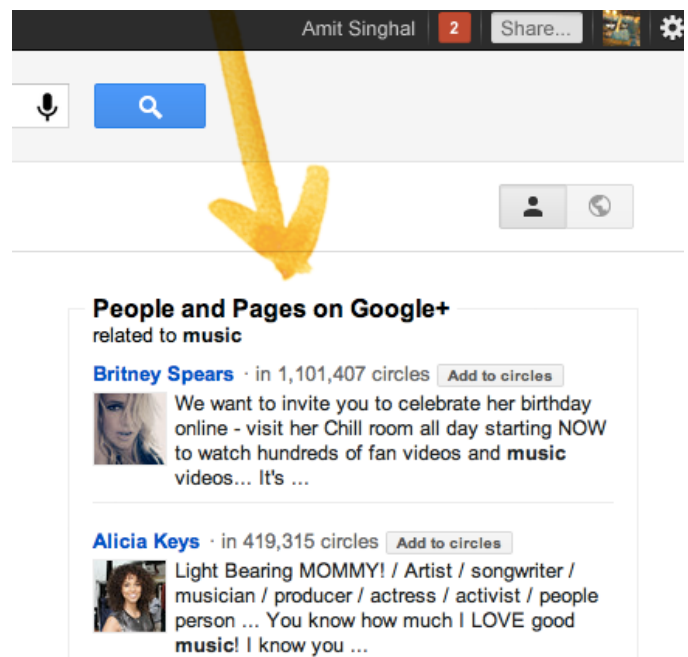 Amit Singhal 2 Share...
People and Pages on Google+
related to music
Britney Spears · in 1,101,407 circles Add to circles
We want to invite you to celebrate her birthday
online - visit her Chill room all day starting NOW
to watch hundreds of fan videos and music
videos... It's ...
Alicia Keys · in 419,315 circles Add to circles
Light Bearing MOMMY! / Artist / songwriter /
musician / producer / actress / activist / people
person ... You know how much I LOVE good
music! I know you ...